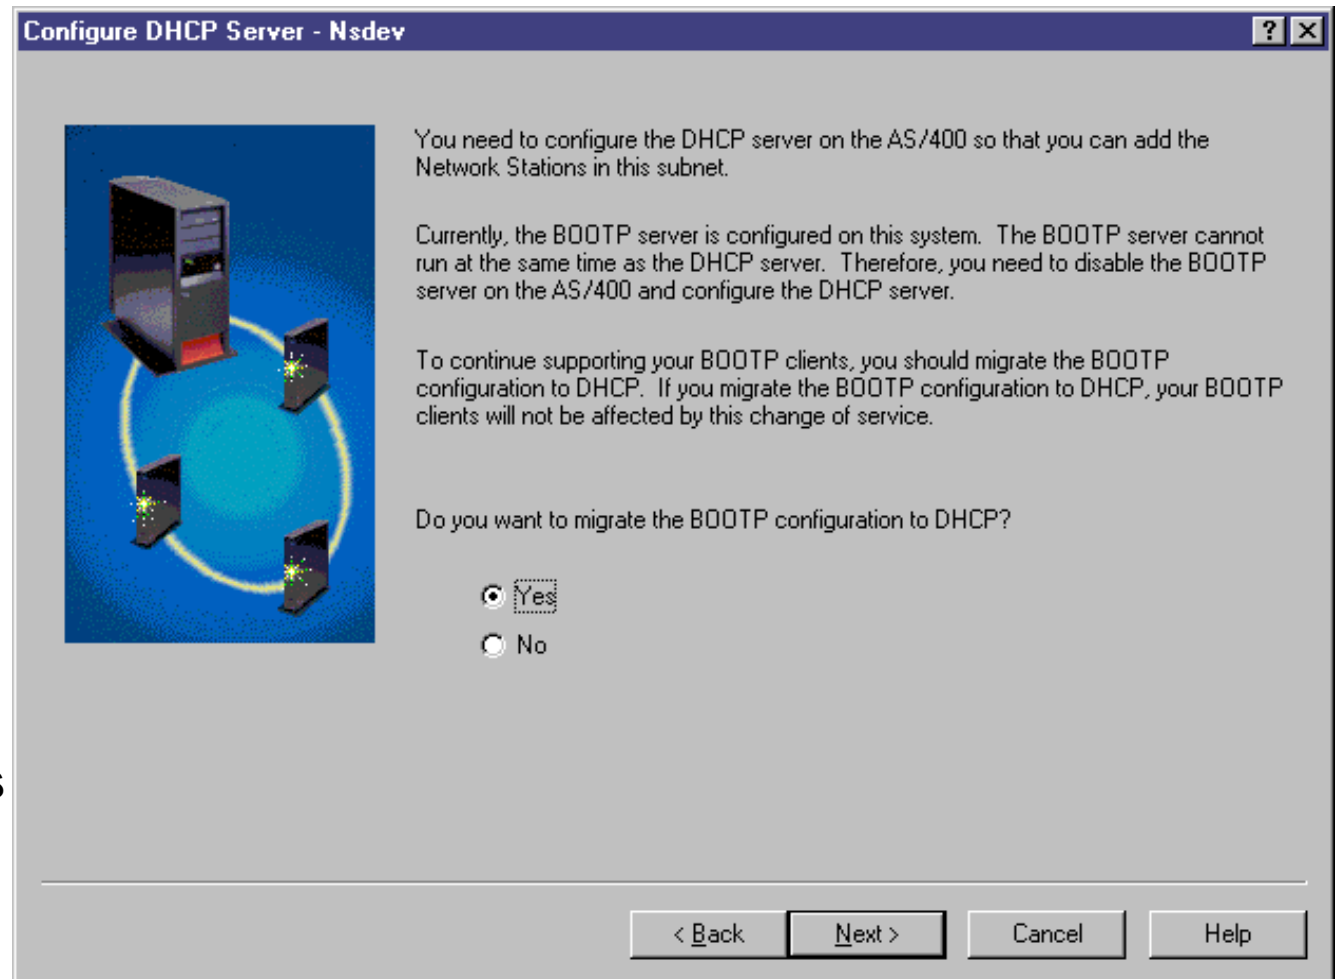 Configure DHCP Server - Nsdev
You need to configure the DHCP server on the AS/400 so that you can add the
Network Stations in this subnet.
Currently, the BOOTP server is configured on this system. The BOOTP server cannot
run at the same time as the DHCP server. Therefore, you need to disable the BOOTP
server on the AS/400 and configure the DHCP server.
To continue supporting your BOOTP clients, you should migrate the BOOTP
configuration to DHCP. If you migrate the BOOTP configuration to DHCP, your BOOTP
clients will not be affected by this change of service.
Do you want to migrate the BOOTP configuration to DHCP?
Yes
No
s
< Back Next > Cancel Help